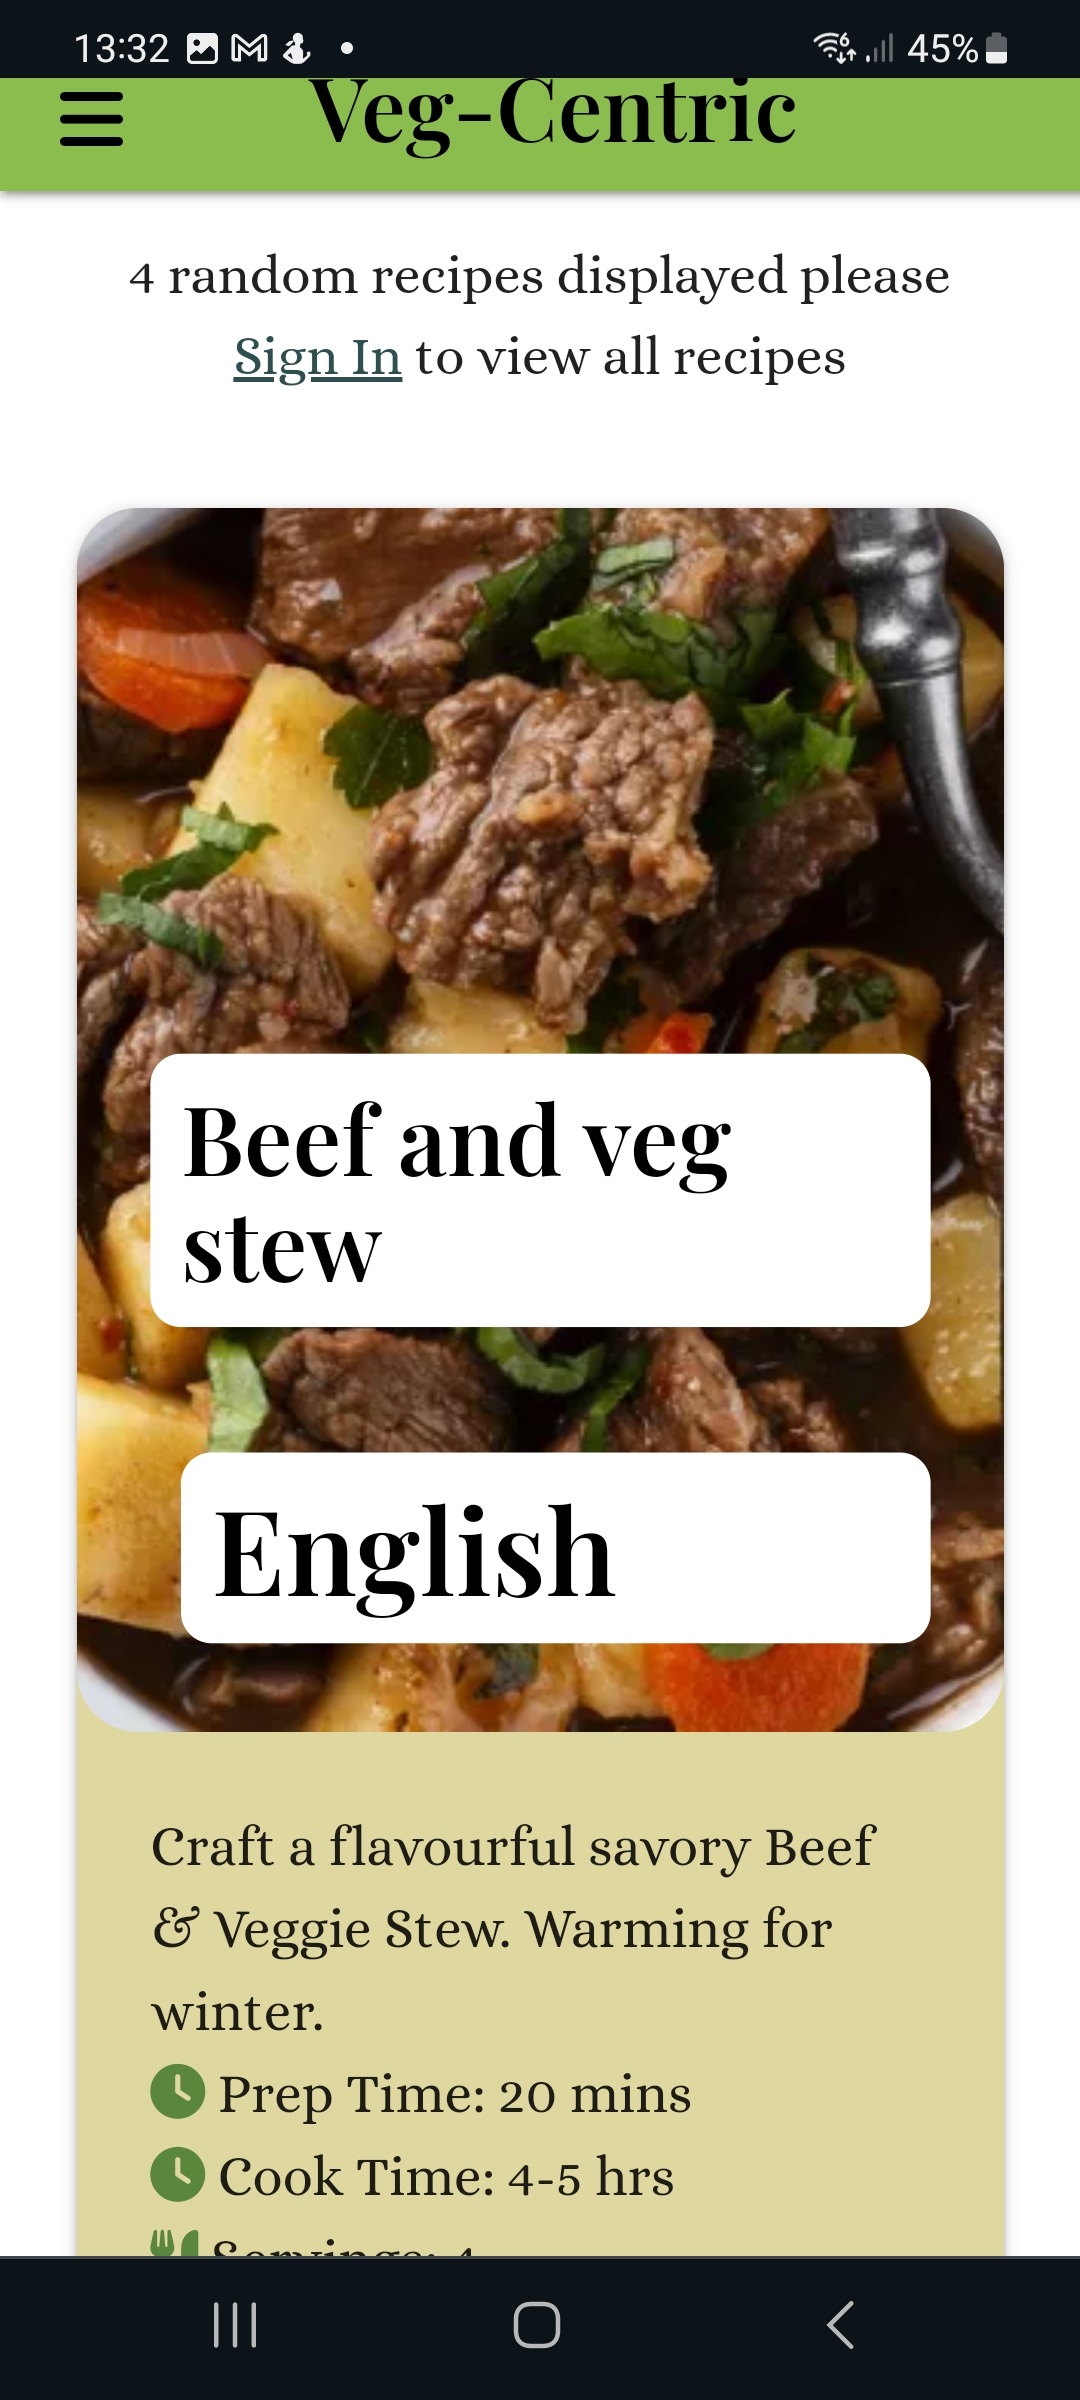 13:32
45%
Veg-Centric
4 random recipes displayed please
Sign In to view all recipes
Beef and veg
stew
English
Craft a flavourful savory Beef
& Veggie Stew. Warming for
winter.
Prep Time: 20 mins
Cook Time: 4-5 hrs
Servings: 4